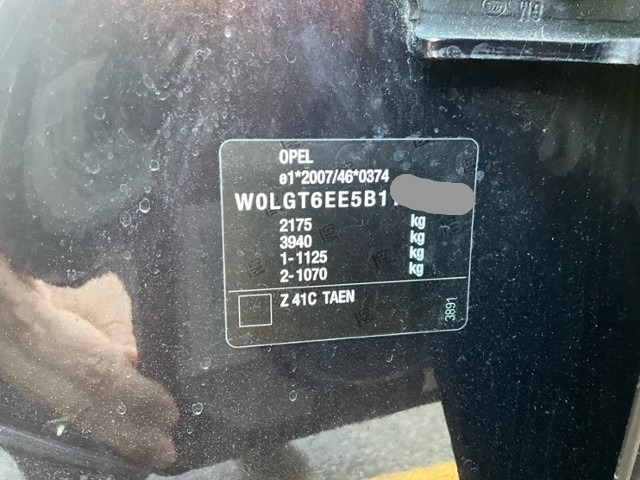 OPEL
e1*2007/46*0374
W0LGT6EE5B1
2175 kg
3940 kg
1-1125 kg
2-1070 kg
Z 41C TAEN
3891